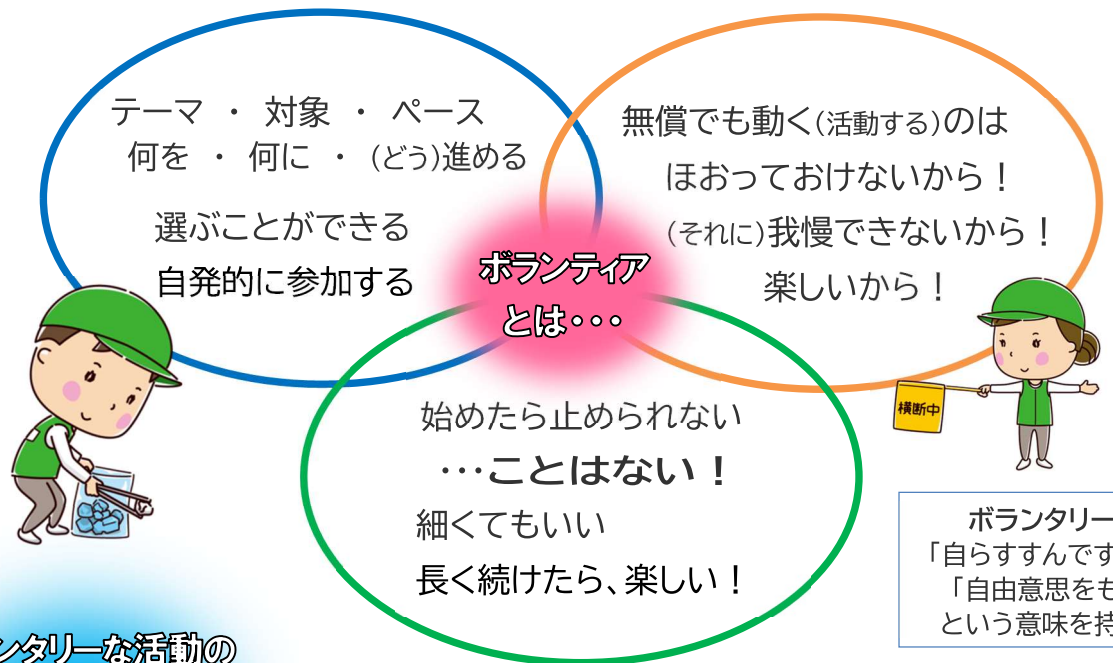 テーマ ・ 対象 ・ ペース
何を ・ 何に ・ (どう)進める
選ぶことができる
自発的に参加する
無償でも動く(活動する)のは
ほおっておけないから！
(それに)我慢できないから！
楽しいから！
ボランティア
とは・・・
始めたら止められない
・・・ことはない！
細くてもいい
長く続けたら、楽しい！
横断中
ボランタリー
「自らすすんです
「自由意思をも
という意味を持
ンタリーな活動の